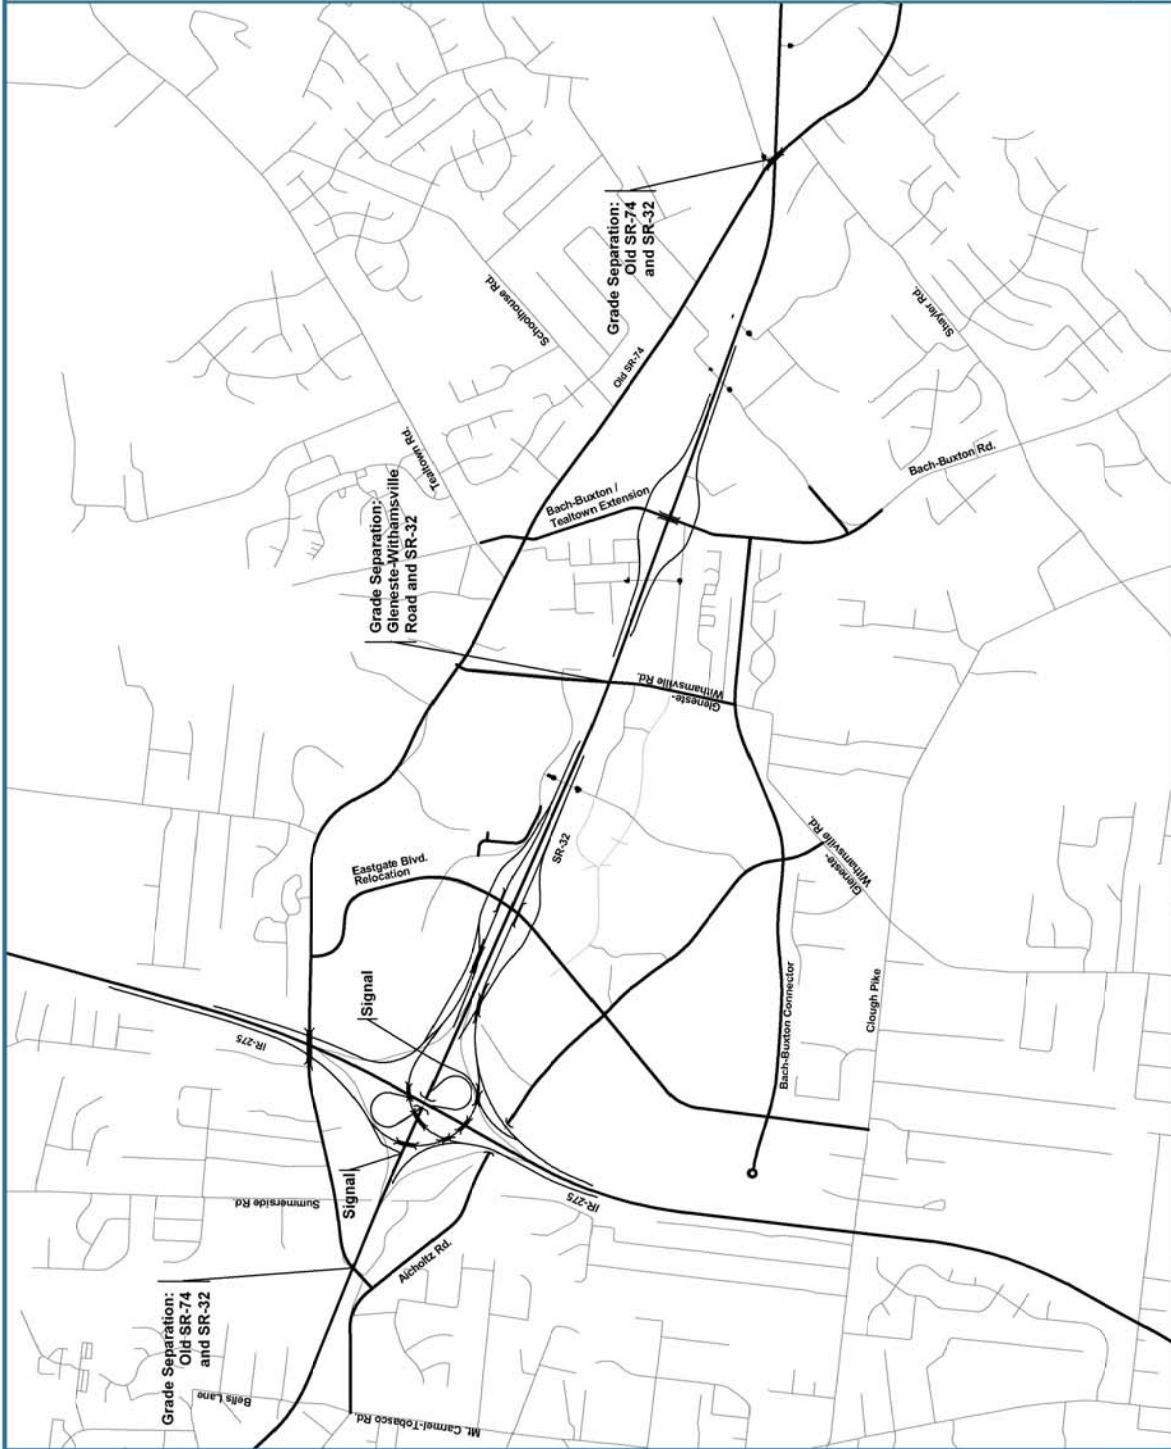 Grade Separation:
Old SR-74
and SR-32
Bells Lane
Mt. Carmel-Tobasco Rd.
Summerside Rd.
Signal
Aicholtz Rd.
IR-275
IR-275
Signal
Eastgate Blvd.
Relocation
SR-32
Bach-Buxton Connector
Clough Pike
Gleneste-
Withamsville Rd.
Grade Separation:
Gleneste-Withamsville
Road and SR-32
Gleneste-
Withamsville Rd.
Tealtown Rd.
Bach-Buxton /
Tealtown Extension
Bach-Buxton Rd.
Schoolhouse Rd.
Old SR-74
Shayler Rd.
Grade Separation:
Old SR-74
and SR-32